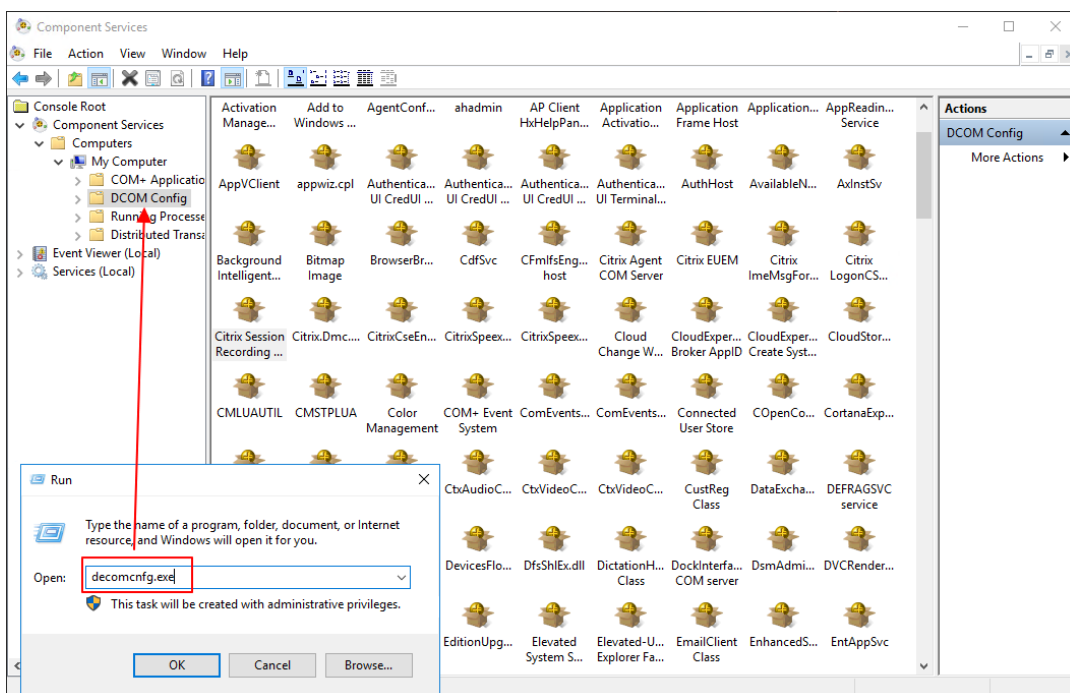 Component Services
File Action View Window Help
Console Root
Component Services
Computers
My Computer
COM+ Applicatio
DCOM Config
Running Processe
Distributed Transa
Event Viewer (Local)
Services (Local)
Activation Add to AgentConf... ahadmin AP Client Application Application Application... AppReadin...
Manage... Windows ... HxHelpPan... Activatio... Frame Host Service
AppVClient appwiz.cpl Authentica... Authentica... Authentica... Authentica... AuthHost AvailableN... AxInstSv
UI CredUI ... UI CredUI ... UI CredUI ... UI Terminal...
Background Bitmap BrowserBr... CdfSvc CFmIfsEng... Citrix Agent Citrix EUEM Citrix Citrix
Intelligent... Image host COM Server ImeMsgFor... LogonCS...
Citrix Session Citrix.Dmc.... CitrixCseEn... CitrixSpeex... CitrixSpeex... Cloud CloudExper... CloudExper... CloudStor...
Recording ... Change W... Broker AppID Create Syst...
CMLUAUTIL CMSTPLUA Color COM+ Event ComEvents... ComEvents... Connected COpenCo... CortanaExp...
Management System User Store
CtxAudioC... CtxVideoC... CtxVideoC... CustReg DataExcha... DEFRAGSVC
Class service
DevicesFlo... DfsShlEx.dll DictationH... DockInterfa... DsmAdmi... DVCRender...
Class COM server
EditionUpg... Elevated Elevated-U... EmailClient EnhancedS... EntAppSvc
System S... Explorer Fa... Class
Actions
DCOM Config
More Actions
Run
Type the name of a program, folder, document, or Internet
resource, and Windows will open it for you.
Open: decomcnfg.exe
This task will be created with administrative privileges.
OK Cancel Browse...